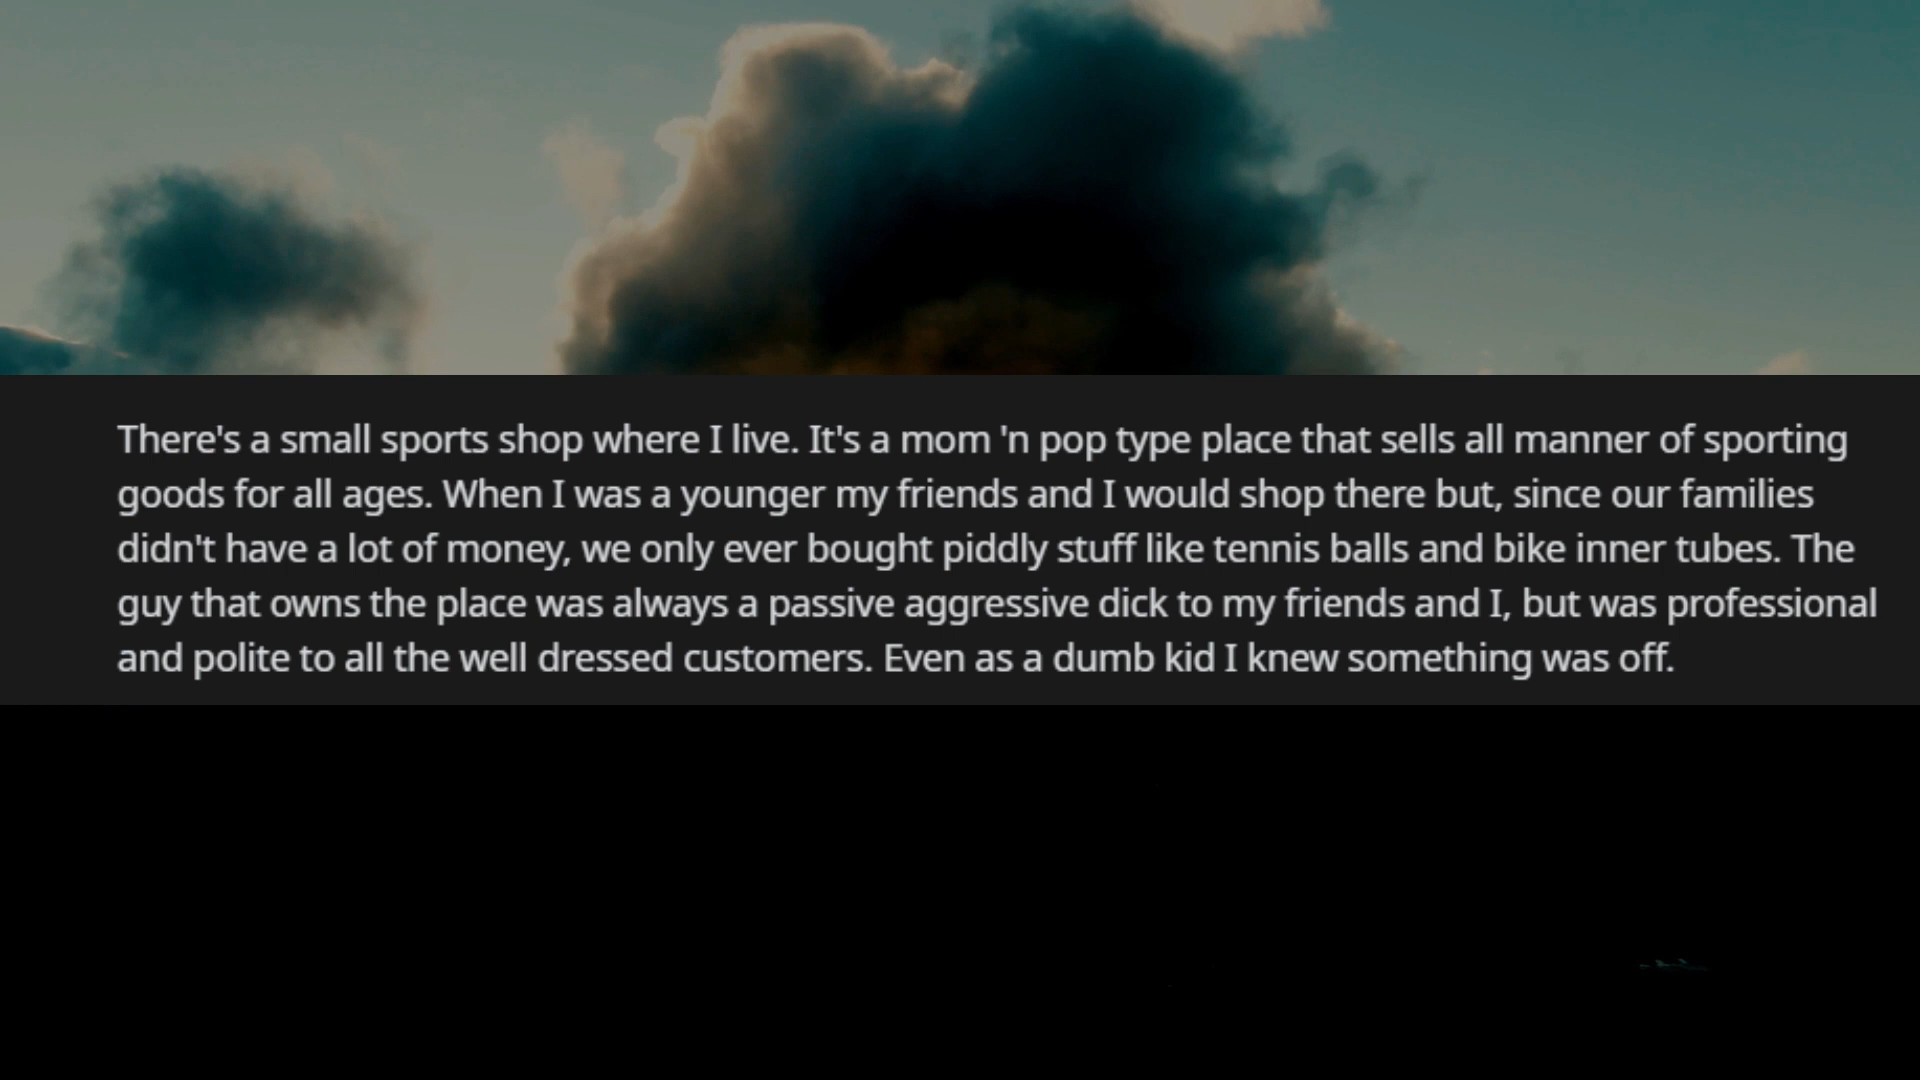 There's a small sports shop where I live. It's a mom 'n pop type place that sells all manner of sporting
goods for all ages. When I was a younger my friends and I would shop there but, since our families
didn't have a lot of money, we only ever bought piddly stuff like tennis balls and bike inner tubes. The
guy that owns the place was always a passive aggressive dick to my friends and I, but was professional
and polite to all the well dressed customers. Even as a dumb kid I knew something was off.